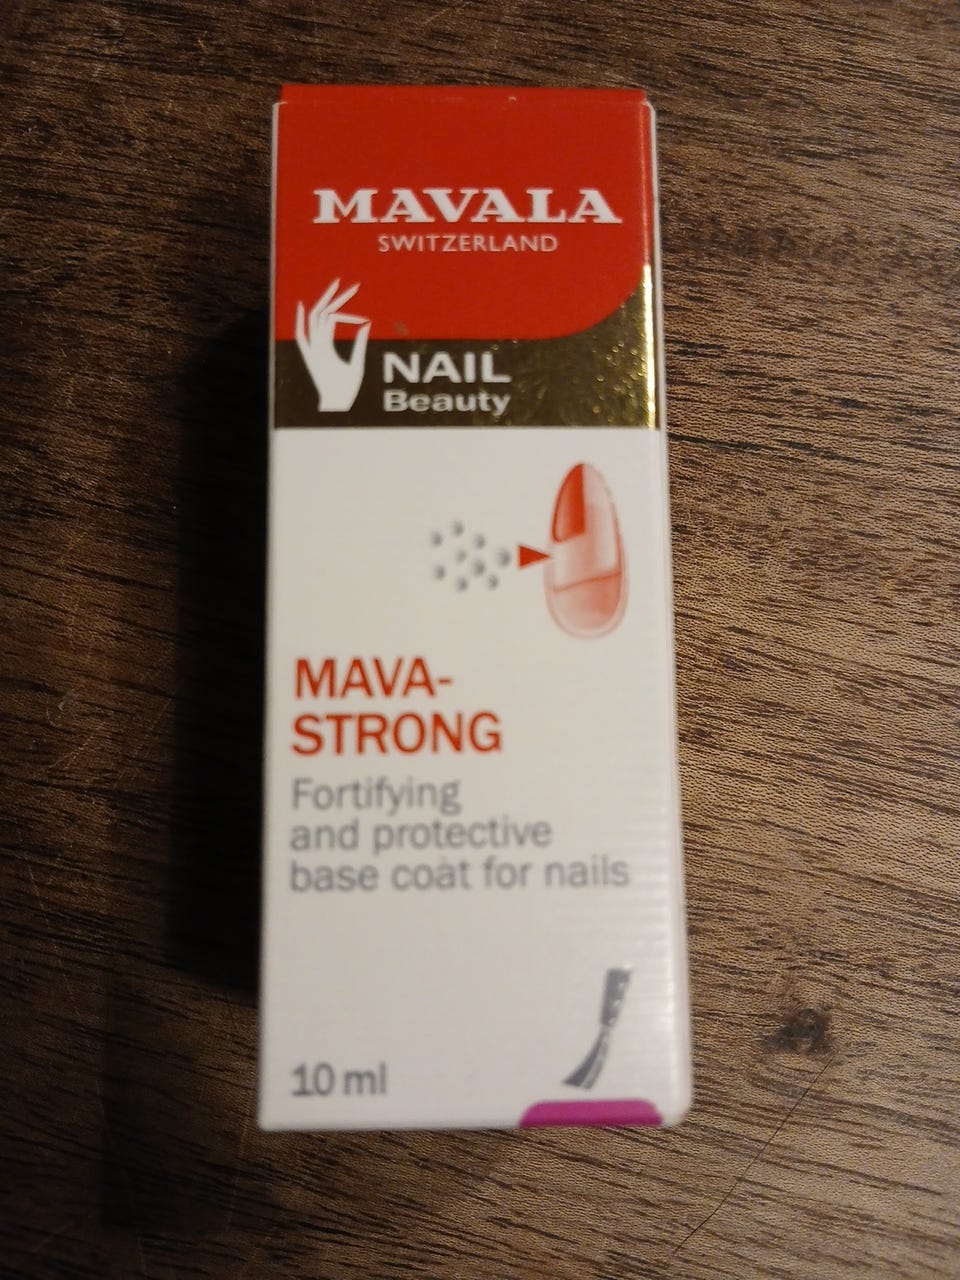 MAVALA
SWITZERLAND
NAIL
Beauty
MAVA-
STRONG
Fortifying
and protective
base coat for nails
10 ml